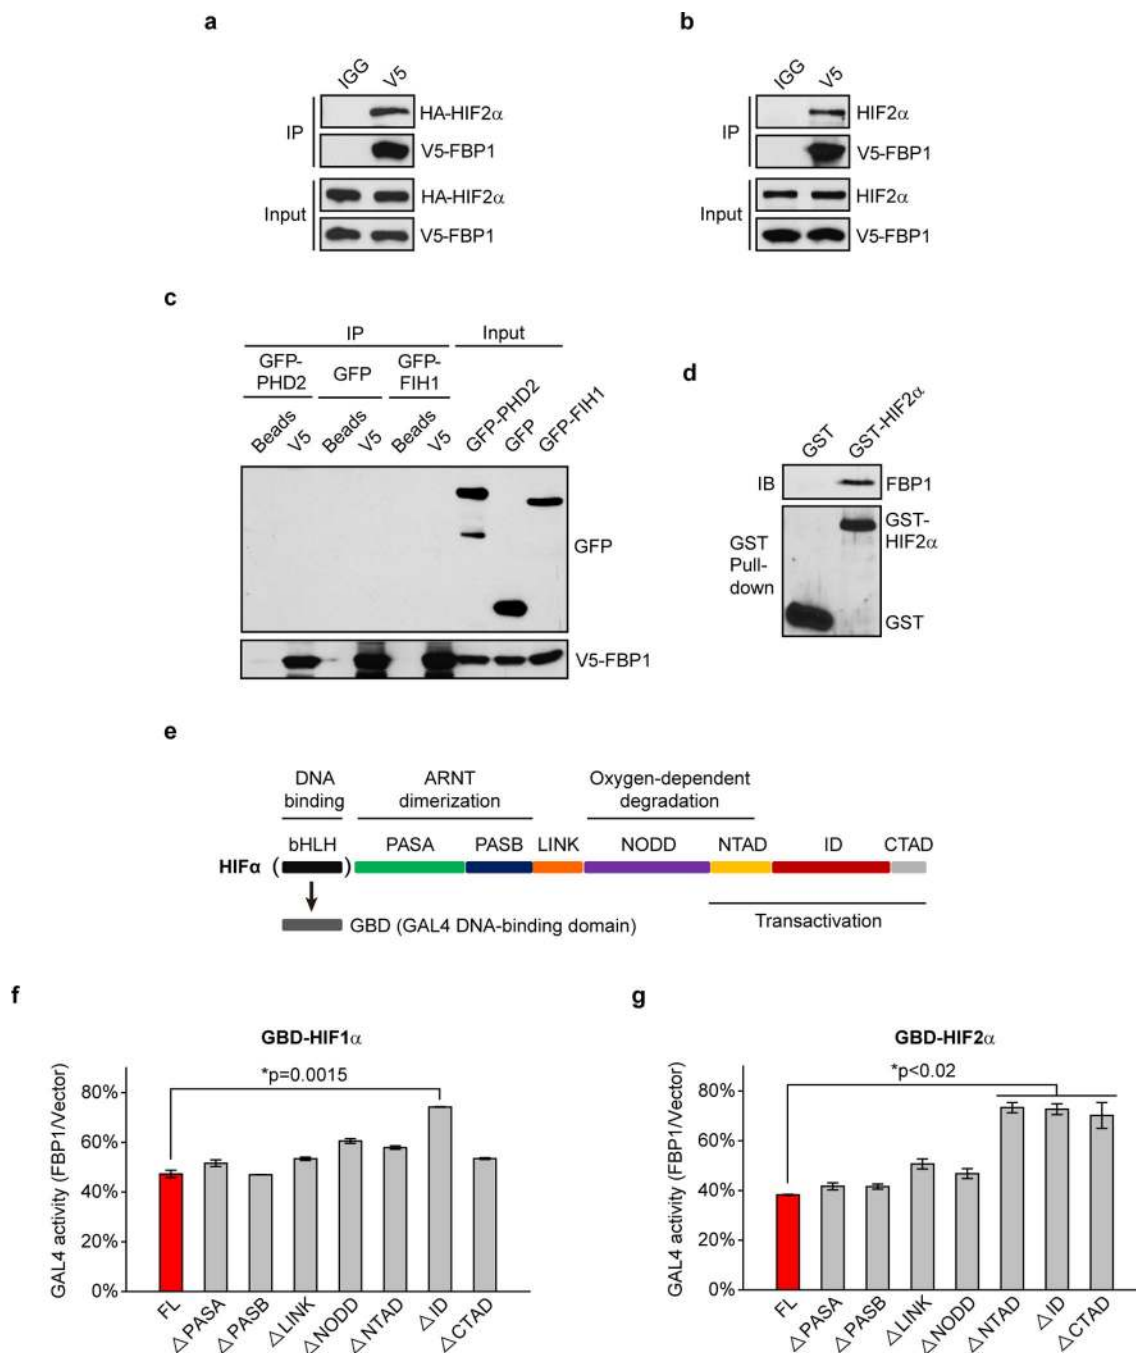 a
IGG V5
IP
HA-HIF2α
V5-FBP1
Input
HA-HIF2α
V5-FBP1
b
IGG V5
IP
HIF2α
V5-FBP1
Input
HIF2α
V5-FBP1
c
IP Input
GFP-PHD2 GFP GFP-FIH1
Beads V5 Beads V5 Beads V5 GFP-PHD2 GFP GFP-FIH1
GFP
V5-FBP1
d
GST GST-HIF2α
IB FBP1
GST Pull-down
GST-HIF2α
GST
e
DNA binding
ARNT dimerization
Oxygen-dependent degradation
bHLH PASA PASB LINK NODD NTAD ID CTAD
HIFα ( )
GBD (GAL4 DNA-binding domain)
Transactivation
f
GBD-HIF1α
*p=0.0015
GAL4 activity (FBP1/Vector)
80%
60%
40%
20%
0%
FL △PASA △PASB △LINK △NODD △NTAD △ID △CTAD
g
GBD-HIF2α
*p<0.02
GAL4 activity (FBP1/Vector)
80%
60%
40%
20%
0%
FL △PASA △PASB △LINK △NODD △NTAD △ID △CTAD